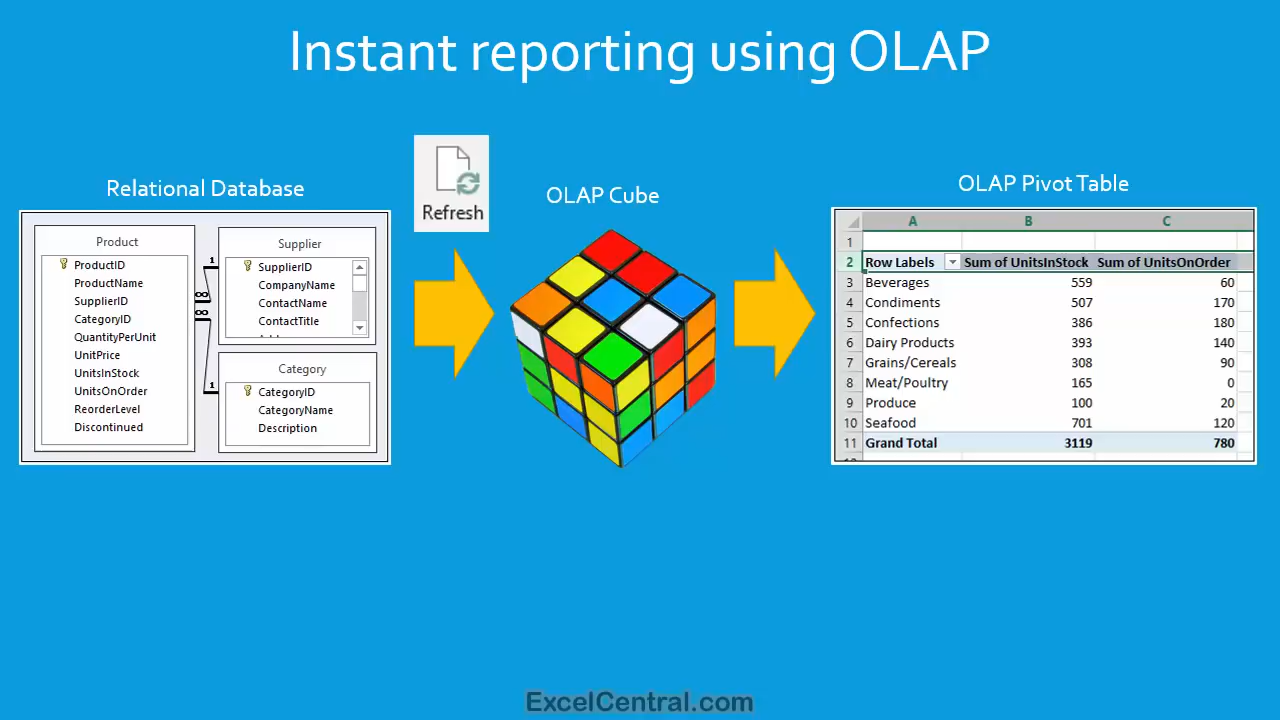 Instant reporting using OLAP
Relational Database
Product
ProductID
ProductName
SupplierID
CategoryID
QuantityPerUnit
UnitPrice
UnitsInStock
UnitsOnOrder
ReorderLevel
Discontinued
1
∞
∞
1
Supplier
SupplierID
CompanyName
ContactName
ContactTitle
Category
CategoryID
CategoryName
Description
Refresh
OLAP Cube
OLAP Pivot Table
A B C
1
2 Row Labels Sum of UnitsInStock Sum of UnitsOnOrder
3 Beverages 559 60
4 Condiments 507 170
5 Confections 386 180
6 Dairy Products 393 140
7 Grains/Cereals 308 90
8 Meat/Poultry 165 0
9 Produce 100 20
10 Seafood 701 120
11 Grand Total 3119 780
ExcelCentral.com